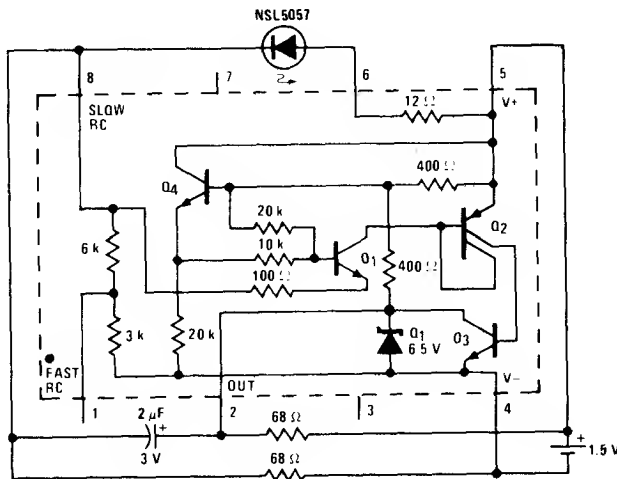 NSL5057
8
7
6
5
SLOW
RC
12 Ω
V+
Q4
400 Ω
20 k
Q2
6 k
10 k
Q1
400 Ω
100 Ω
3 k
20 k
Q1
6 5 V
Q3
FAST
RC
OUT
V−
1
2 μF
2
3
4
68 Ω
+
3 V
+
1.5 V
68 Ω